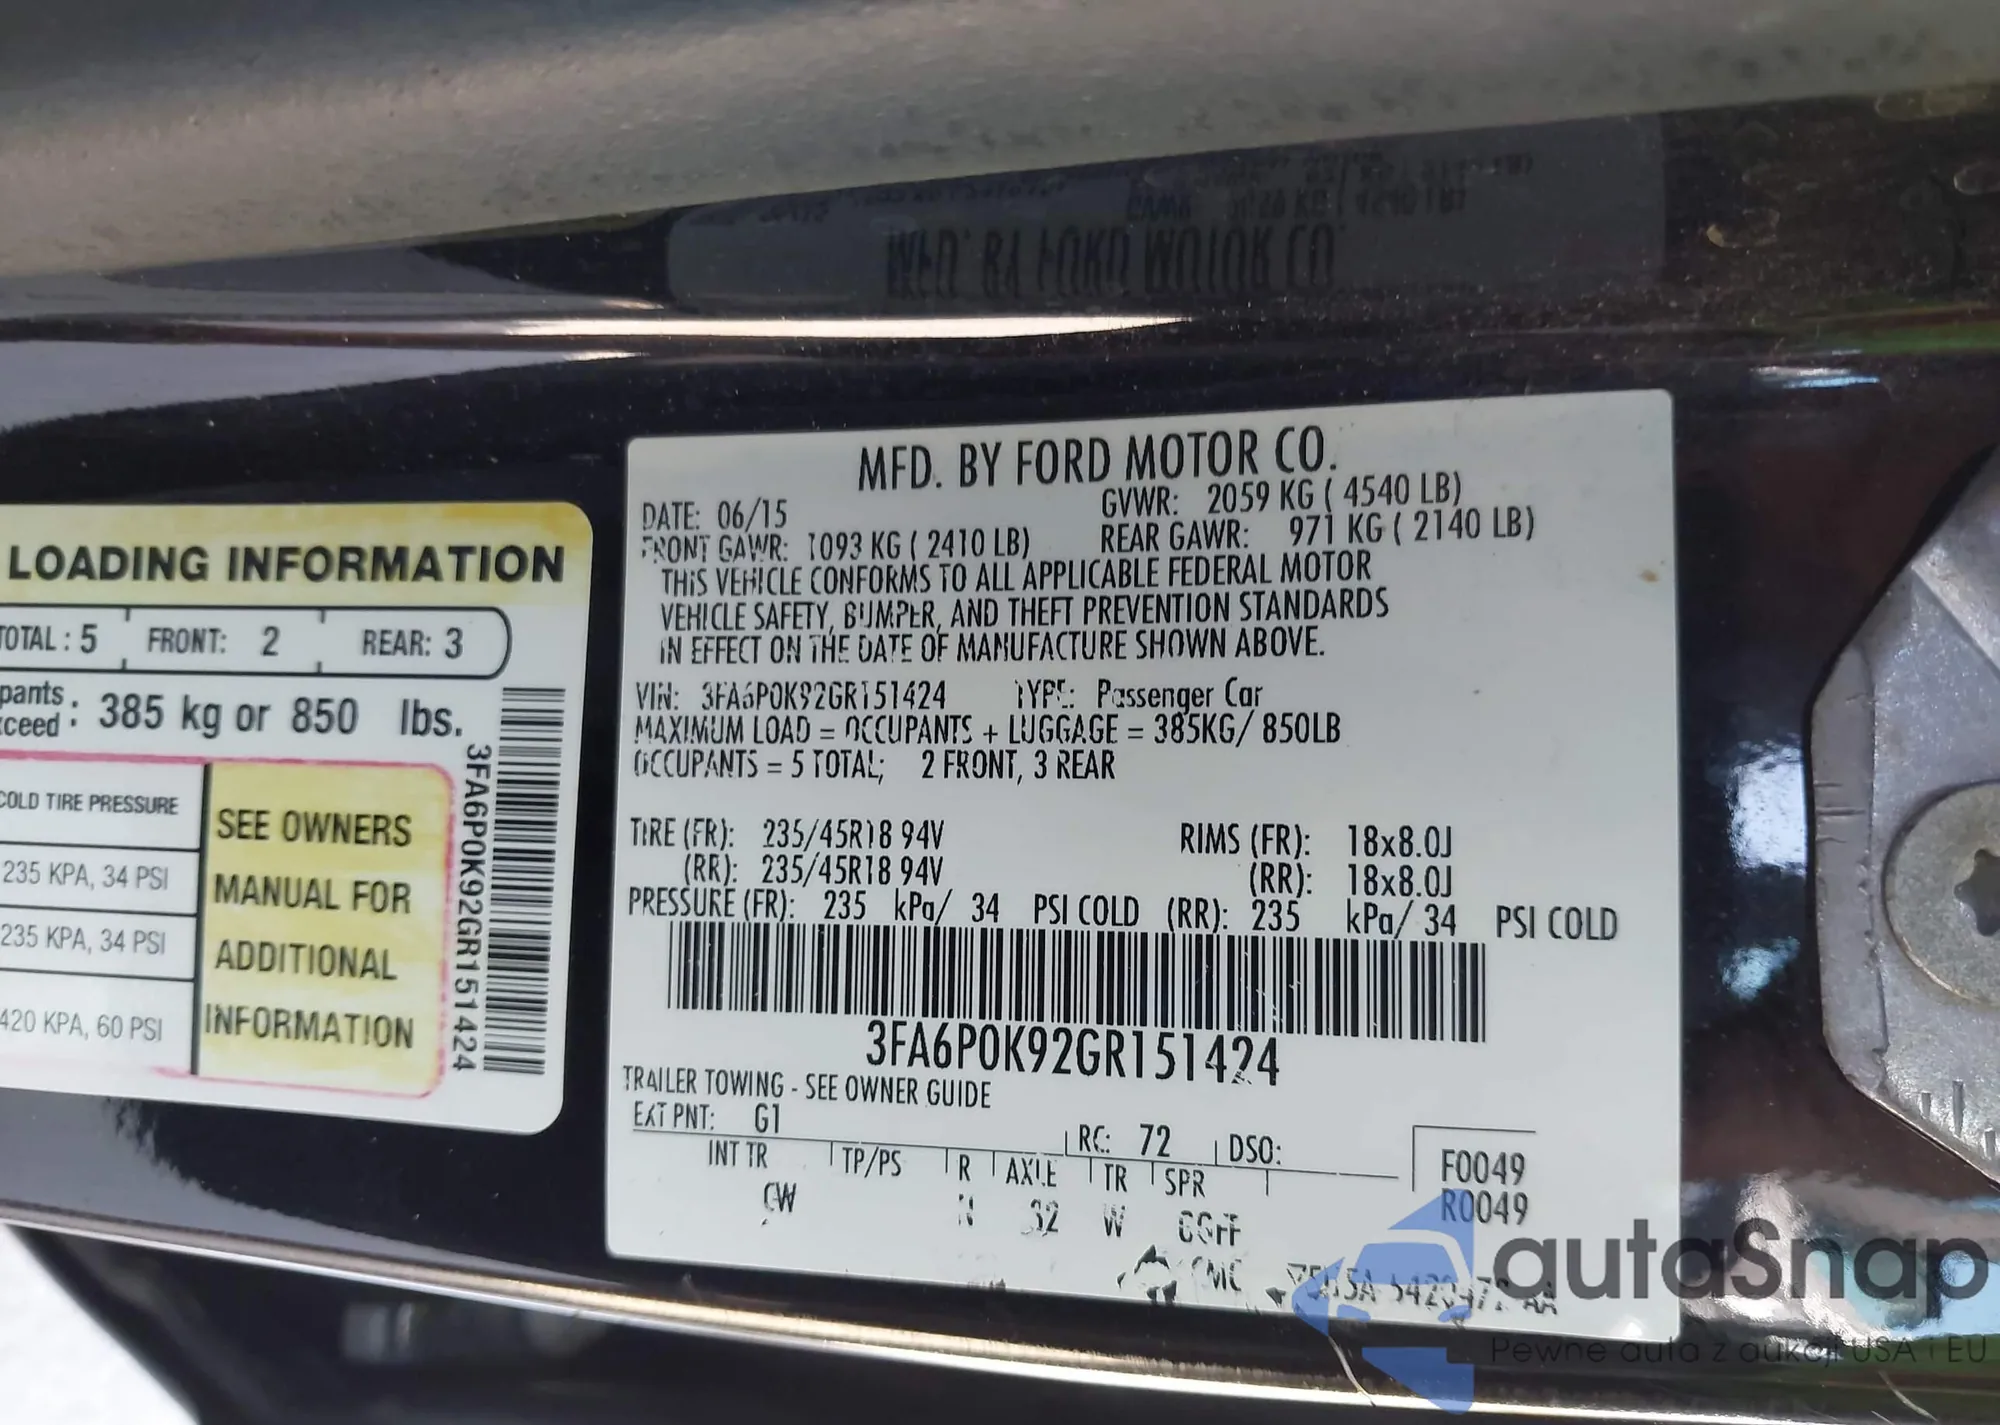 LOADING INFORMATION
TOTAL : 5 FRONT: 2 REAR: 3
385 kg or 850 lbs.
COLD TIRE PRESSURE
235 KPA, 34 PSI
235 KPA, 34 PSI
420 KPA, 60 PSI
SEE OWNERS
MANUAL FOR
ADDITIONAL
INFORMATION
3FA6P0K92GR151424
MFD. BY FORD MOTOR CO.
DATE: 06/15 GVWR: 2059 KG ( 4540 LB)
FRONT GAWR: 1093 KG ( 2410 LB) REAR GAWR: 971 KG ( 2140 LB)
THIS VEHICLE CONFORMS TO ALL APPLICABLE FEDERAL MOTOR
VEHICLE SAFETY, BUMPER, AND THEFT PREVENTION STANDARDS
IN EFFECT ON THE DATE OF MANUFACTURE SHOWN ABOVE.
VIN: 3FA6P0K92GR151424 TYPE: Passenger Car
MAXIMUM LOAD = OCCUPANTS + LUGGAGE = 385KG/ 850LB
OCCUPANTS = 5 TOTAL; 2 FRONT, 3 REAR
TIRE (FR): 235/45R18 94V RIMS (FR): 18x8.0J
(RR): 235/45R18 94V (RR): 18x8.0J
PRESSURE (FR): 235 kPa/ 34 PSI COLD (RR): 235 kPa/ 34 PSI COLD
3FA6P0K92GR151424
TRAILER TOWING - SEE OWNER GUIDE
EXT PNT: G1 RC: 72 DSO:
INT TR TP/PS R AXLE TR SPR
CW 32 W
F0049
R0049
autaSnap
Pewne auta z aukcji USA i EU